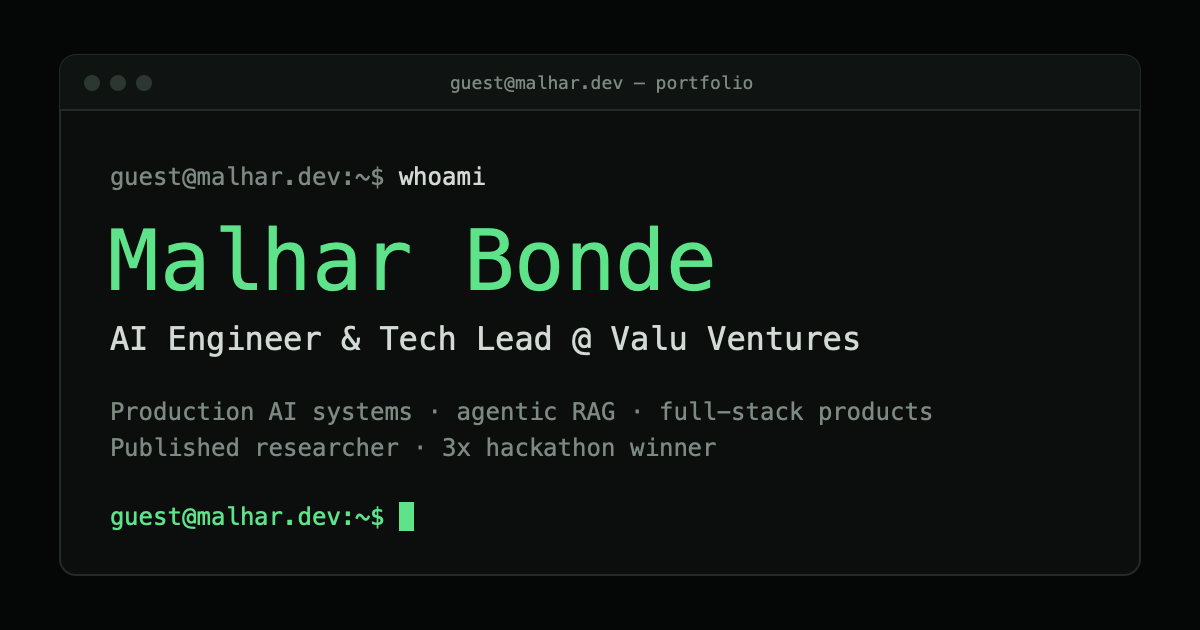 guest@malhar.dev — portfolio
guest@malhar.dev:~$ whoami
Malhar Bonde
AI Engineer & Tech Lead @ Valu Ventures
Production AI systems · agentic RAG · full-stack products
Published researcher · 3x hackathon winner
guest@malhar.dev:~$